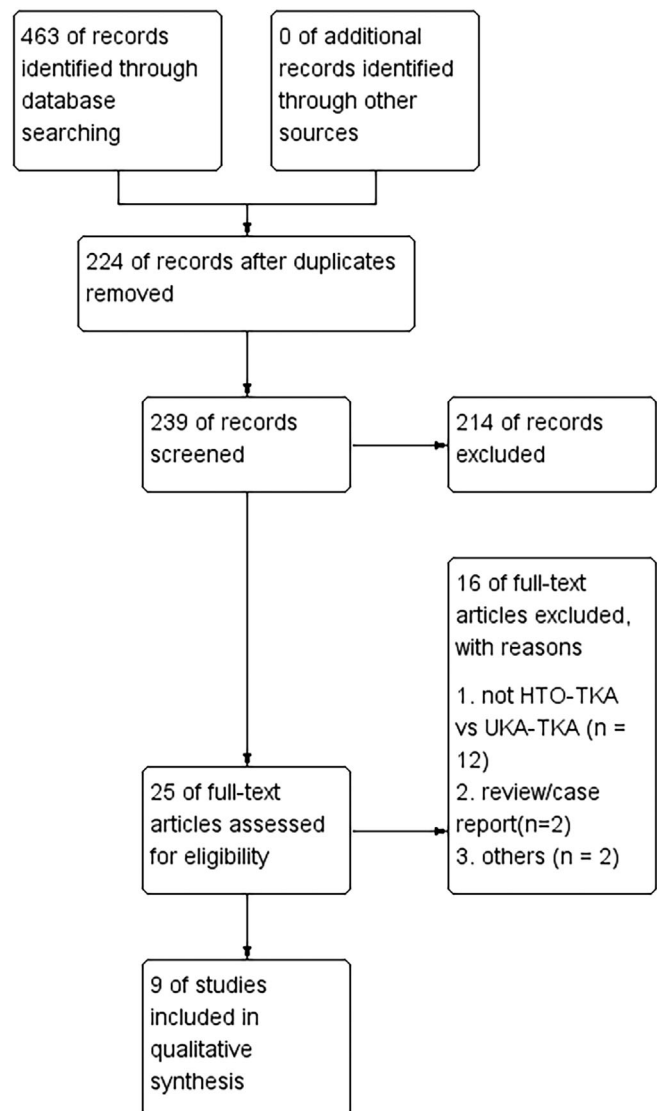 463 of records
identified through
database
searching
0 of additional
records identified
through other
sources
224 of records after duplicates
removed
239 of records
screened
214 of records
excluded
16 of full-text
articles excluded,
with reasons
1. not HTO-TKA
vs UKA-TKA (n =
12)
2. review/case
report(n=2)
3. others (n = 2)
25 of full-text
articles assessed
for eligibility
9 of studies
included in
qualitative
synthesis